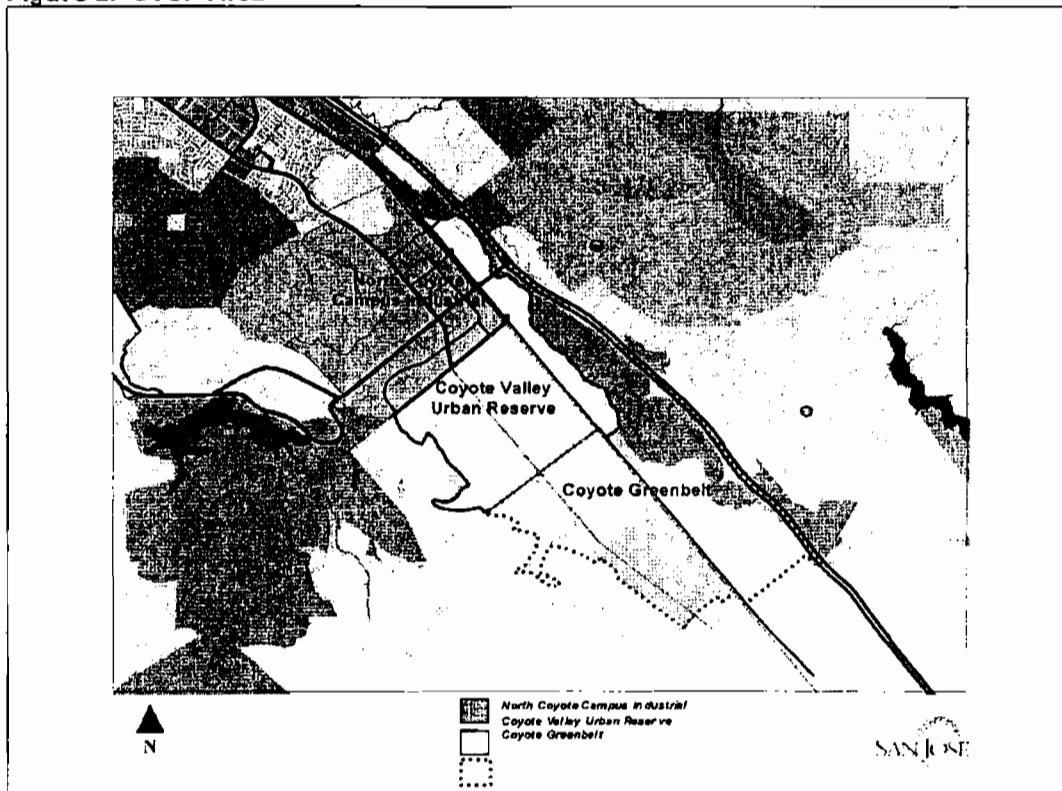 Coyote Valley
Urban Reserve
Coyote Greenbelt
N
North Coyote Campus Industrial
Coyote Valley Urban Reserve
Coyote Greenbelt
SAN JOSE